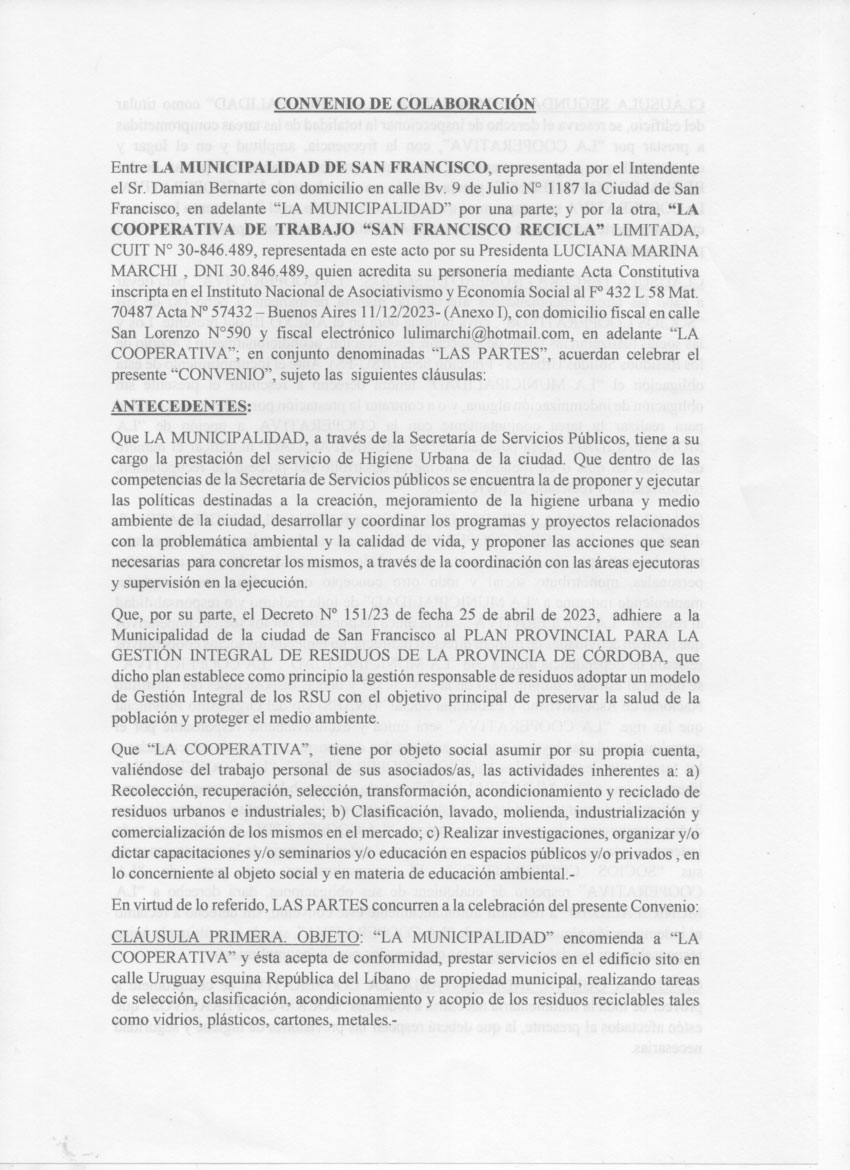 CONVENIO DE COLABORACIÓN
Entre LA MUNICIPALIDAD DE SAN FRANCISCO, representada por el Intendente
el Sr. Damian Bernarte con domicilio en calle Bv. 9 de Julio N° 1187 la Ciudad de San
Francisco, en adelante “LA MUNICIPALIDAD” por una parte; y por la otra, “LA
COOPERATIVA DE TRABAJO “SAN FRANCISCO RECICLA” LIMITADA,
CUIT N° 30-846.489, representada en este acto por su Presidenta LUCIANA MARINA
MARCHI , DNI 30.846.489, quien acredita su personería mediante Acta Constitutiva
inscripta en el Instituto Nacional de Asociativismo y Economía Social al Fº 432 L 58 Mat.
70487 Acta Nº 57432 – Buenos Aires 11/12/2023- (Anexo I), con domicilio fiscal en calle
San Lorenzo N°590 y fiscal electrónico lulimarchi@hotmail.com, en adelante “LA
COOPERATIVA”; en conjunto denominadas “LAS PARTES”, acuerdan celebrar el
presente “CONVENIO”, sujeto las siguientes cláusulas:
ANTECEDENTES:
Que LA MUNICIPALIDAD, a través de la Secretaría de Servicios Públicos, tiene a su
cargo la prestación del servicio de Higiene Urbana de la ciudad. Que dentro de las
competencias de la Secretaría de Servicios públicos se encuentra la de proponer y ejecutar
las políticas destinadas a la creación, mejoramiento de la higiene urbana y medio
ambiente de la ciudad, desarrollar y coordinar los programas y proyectos relacionados
con la problemática ambiental y la calidad de vida, y proponer las acciones que sean
necesarias para concretar los mismos, a través de la coordinación con las áreas ejecutoras
y supervisión en la ejecución.
Que, por su parte, el Decreto Nº 151/23 de fecha 25 de abril de 2023, adhiere a la
Municipalidad de la ciudad de San Francisco al PLAN PROVINCIAL PARA LA
GESTIÓN INTEGRAL DE RESIDUOS DE LA PROVINCIA DE CÓRDOBA, que
dicho plan establece como principio la gestión responsable de residuos adoptar un modelo
de Gestión Integral de los RSU con el objetivo principal de preservar la salud de la
población y proteger el medio ambiente.
Que “LA COOPERATIVA”, tiene por objeto social asumir por su propia cuenta,
valiéndose del trabajo personal de sus asociados/as, las actividades inherentes a: a)
Recolección, recuperación, selección, transformación, acondicionamiento y reciclado de
residuos urbanos e industriales; b) Clasificación, lavado, molienda, industrialización y
comercialización de los mismos en el mercado; c) Realizar investigaciones, organizar y/o
dictar capacitaciones y/o seminarios y/o educación en espacios públicos y/o privados , en
lo concerniente al objeto social y en materia de educación ambiental.-
En virtud de lo referido, LAS PARTES concurren a la celebración del presente Convenio:
CLÁUSULA PRIMERA. OBJETO: “LA MUNICIPALIDAD” encomienda a “LA
COOPERATIVA” y ésta acepta de conformidad, prestar servicios en el edificio sito en
calle Uruguay esquina República del Líbano de propiedad municipal, realizando tareas
de selección, clasificación, acondicionamiento y acopio de los residuos reciclables tales
como vidrios, plásticos, cartones, metales.-